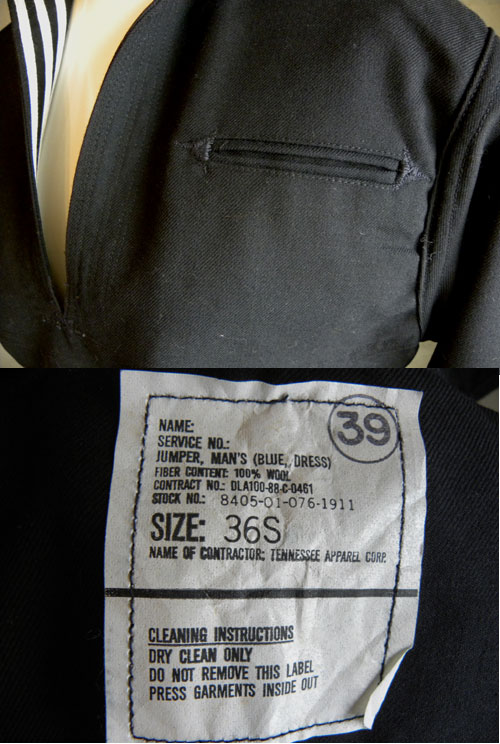 39
NAME:
SERVICE NO.:
JUMPER, MAN'S (BLUE, DRESS)
FIBER CONTENT: 100% WOOL
CONTRACT NO.: DLA100-88-C-0461
STOCK NO.: 8405-01-076-1911
SIZE: 36S
NAME OF CONTRACTOR: TENNESSEE APPAREL CORP.
CLEANING INSTRUCTIONS
DRY CLEAN ONLY
DO NOT REMOVE THIS LABEL
PRESS GARMENTS INSIDE OUT